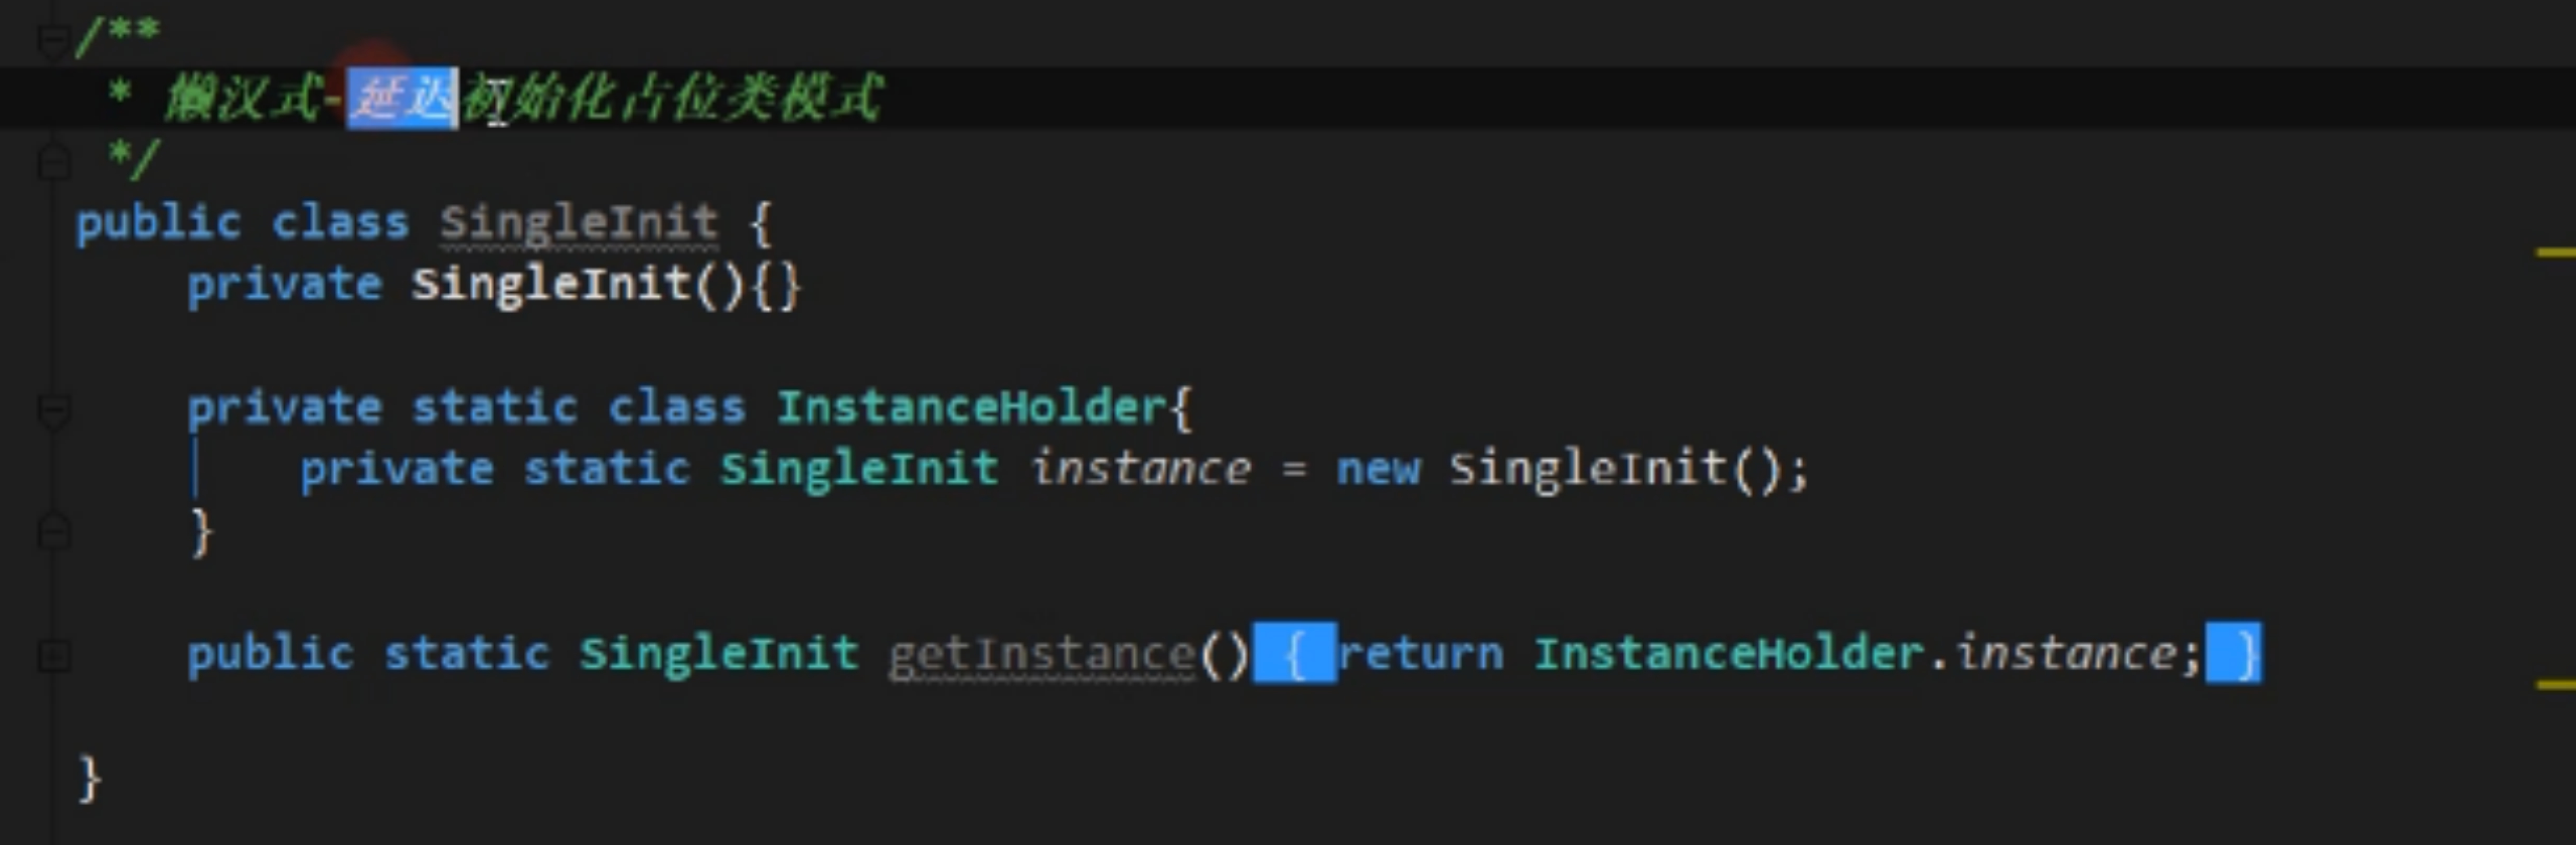 /**
* 懒汉式-延迟初始化占位类模式
*/
public class SingleInit {
private SingleInit(){}
private static class InstanceHolder{
private static SingleInit instance = new SingleInit();
}
public static SingleInit getInstance() { return InstanceHolder.instance; }
}